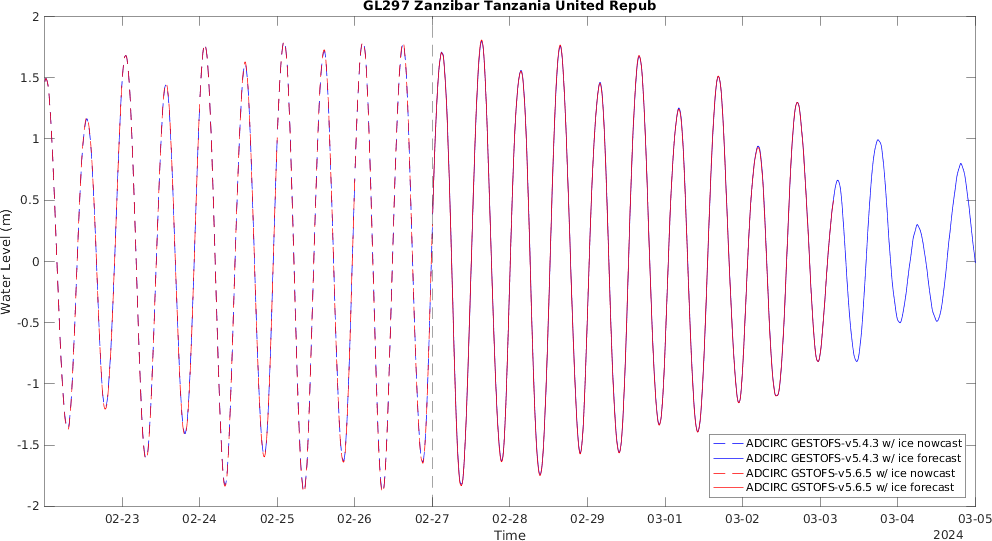 GL297 Zanzibar Tanzania United Repub
2
1.5
1
0.5
0
-0.5
-1
-1.5
-2
Water Level (m)
02-23 02-24 02-25 02-26 02-27 02-28 02-29 03-01 03-02 03-03 03-04 03-05
Time
2024
ADCIRC GESTOFS-v5.4.3 w/ ice nowcast
ADCIRC GESTOFS-v5.4.3 w/ ice forecast
ADCIRC GSTOFS-v5.6.5 w/ ice nowcast
ADCIRC GSTOFS-v5.6.5 w/ ice forecast